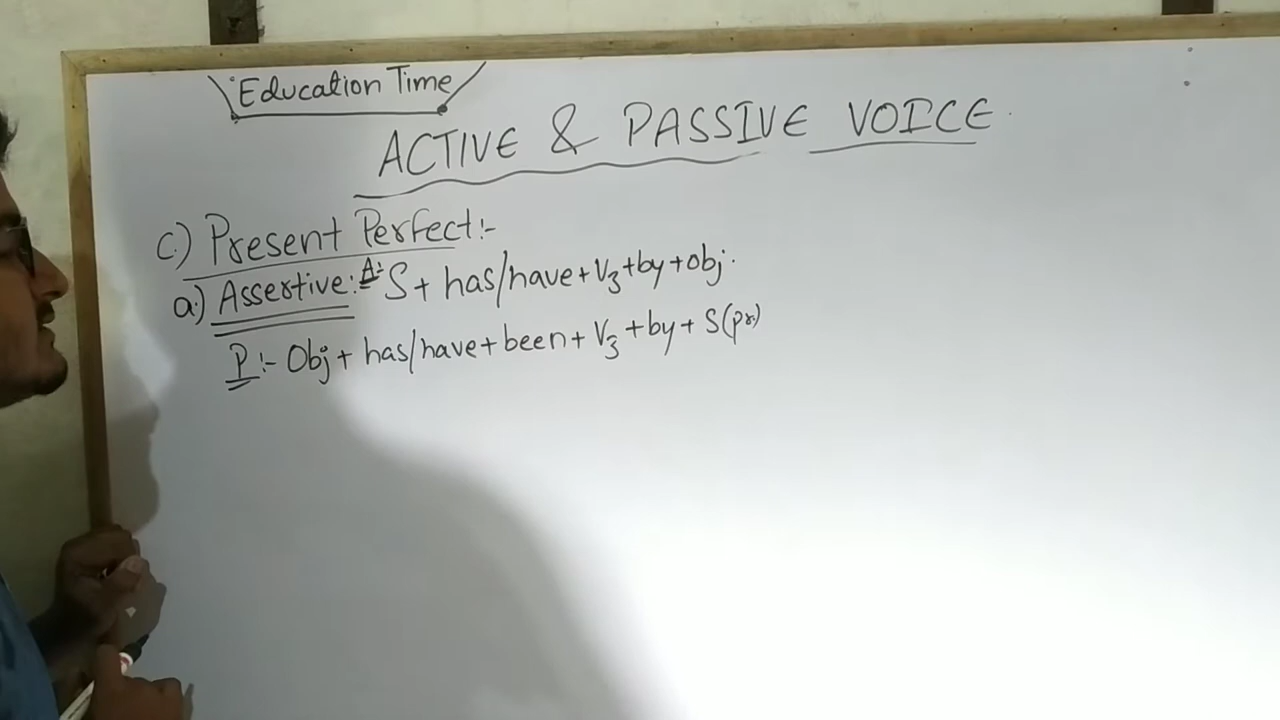 Education Time
ACTIVE & PASSIVE VOICE
c) Present Perfect:-
a:) Assertive: A:- S + has/have + V3 + by + obj.
P:- Obj + has/have + been + V3 + by + S(pr.)